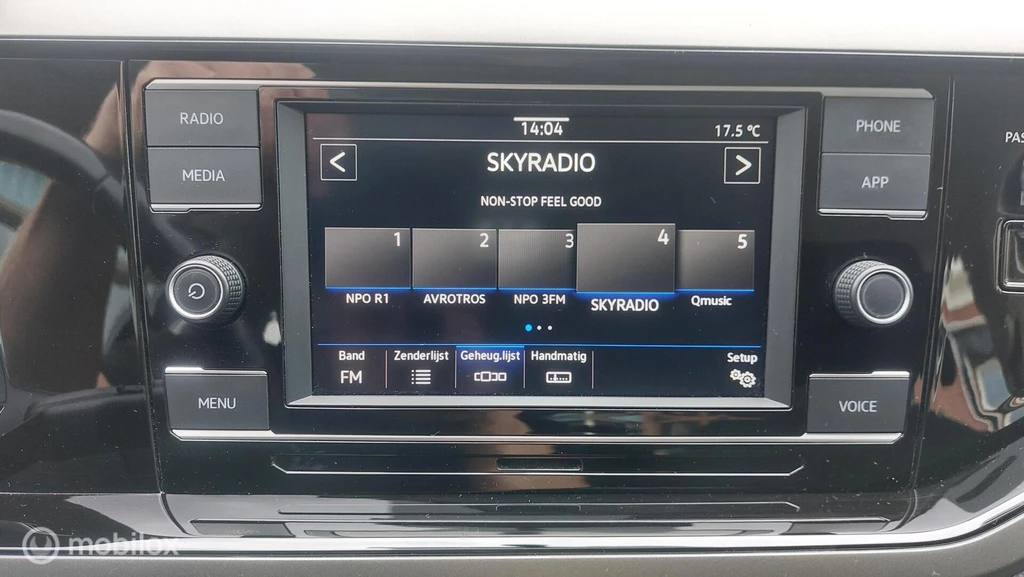 RADIO
MEDIA
MENU
14:04
17.5 °C
<
SKYRADIO
>
NON-STOP FEEL GOOD
1
2
3
4
5
NPO R1
AVROTROS
NPO 3FM
SKYRADIO
Qmusic
Band
FM
Zenderlijst
Geheug.lijst
Handmatig
Setup
PHONE
APP
VOICE
PAS
mobilox